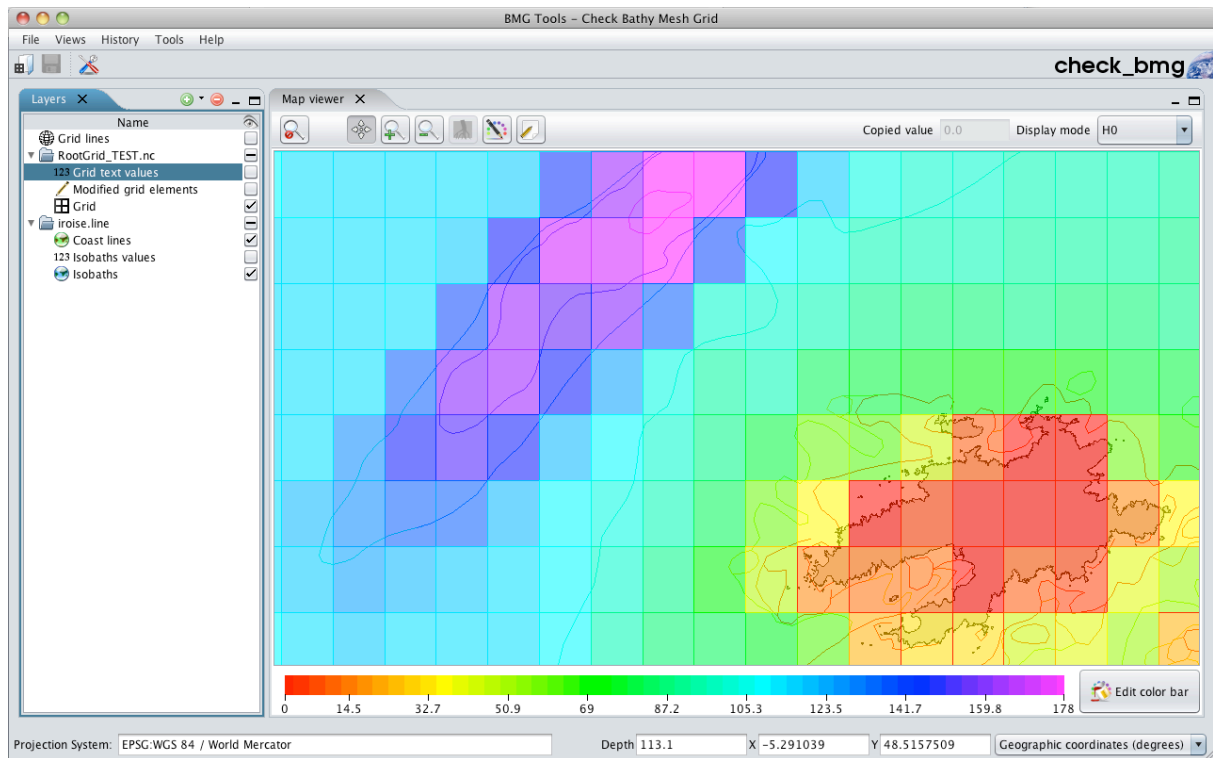 BMG Tools - Check Bathy Mesh Grid
File Views History Tools Help
check_bmg
Layers
Name
Grid lines
RootGrid_TEST.nc
123 Grid text values
Modified grid elements
Grid
iroise.line
Coast lines
123 Isobaths values
Isobaths
Map viewer
Copied value 0.0 Display mode H0
0 14.5 32.7 50.9 69 87.2 105.3 123.5 141.7 159.8 178
Edit color bar
Projection System: EPSG:WGS 84 / World Mercator Depth 113.1 X -5.291039 Y 48.5157509 Geographic coordinates (degrees)